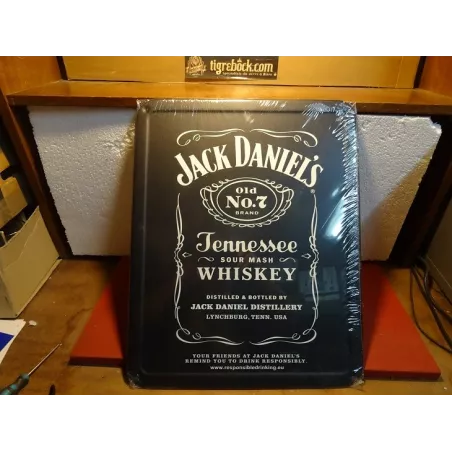 tigrebock.com
JACK DANIEL'S
Old
No.7
BRAND
Tennessee
SOUR MASH
WHISKEY
DISTILLED & BOTTLED BY
JACK DANIEL DISTILLERY
LYNCHBURG, TENN. USA
YOUR FRIENDS AT JACK DANIEL'S
REMIND YOU TO DRINK RESPONSIBLY.
www.responsibledrinking.eu